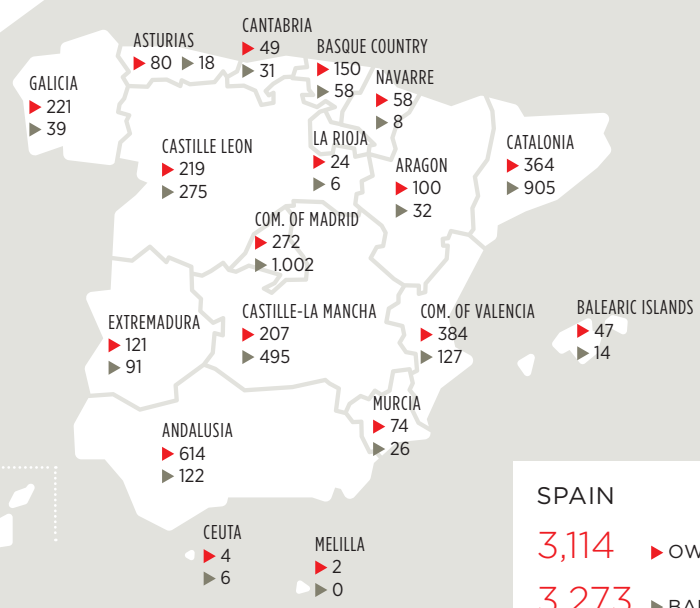 CANTABRIA
49
31
ASTURIAS
80 18
BASQUE COUNTRY
150
58
NAVARRE
58
8
GALICIA
221
39
CASTILLE LEON
219
275
LA RIOJA
24
6
ARAGON
100
32
CATALONIA
364
905
COM. OF MADRID
272
1.002
EXTREMADURA
121
91
CASTILLE-LA MANCHA
207
495
COM. OF VALENCIA
384
127
BALEARIC ISLANDS
47
14
MURCIA
74
26
ANDALUSIA
614
122
CEUTA
4
6
MELILLA
2
0
SPAIN
3,114
3,273